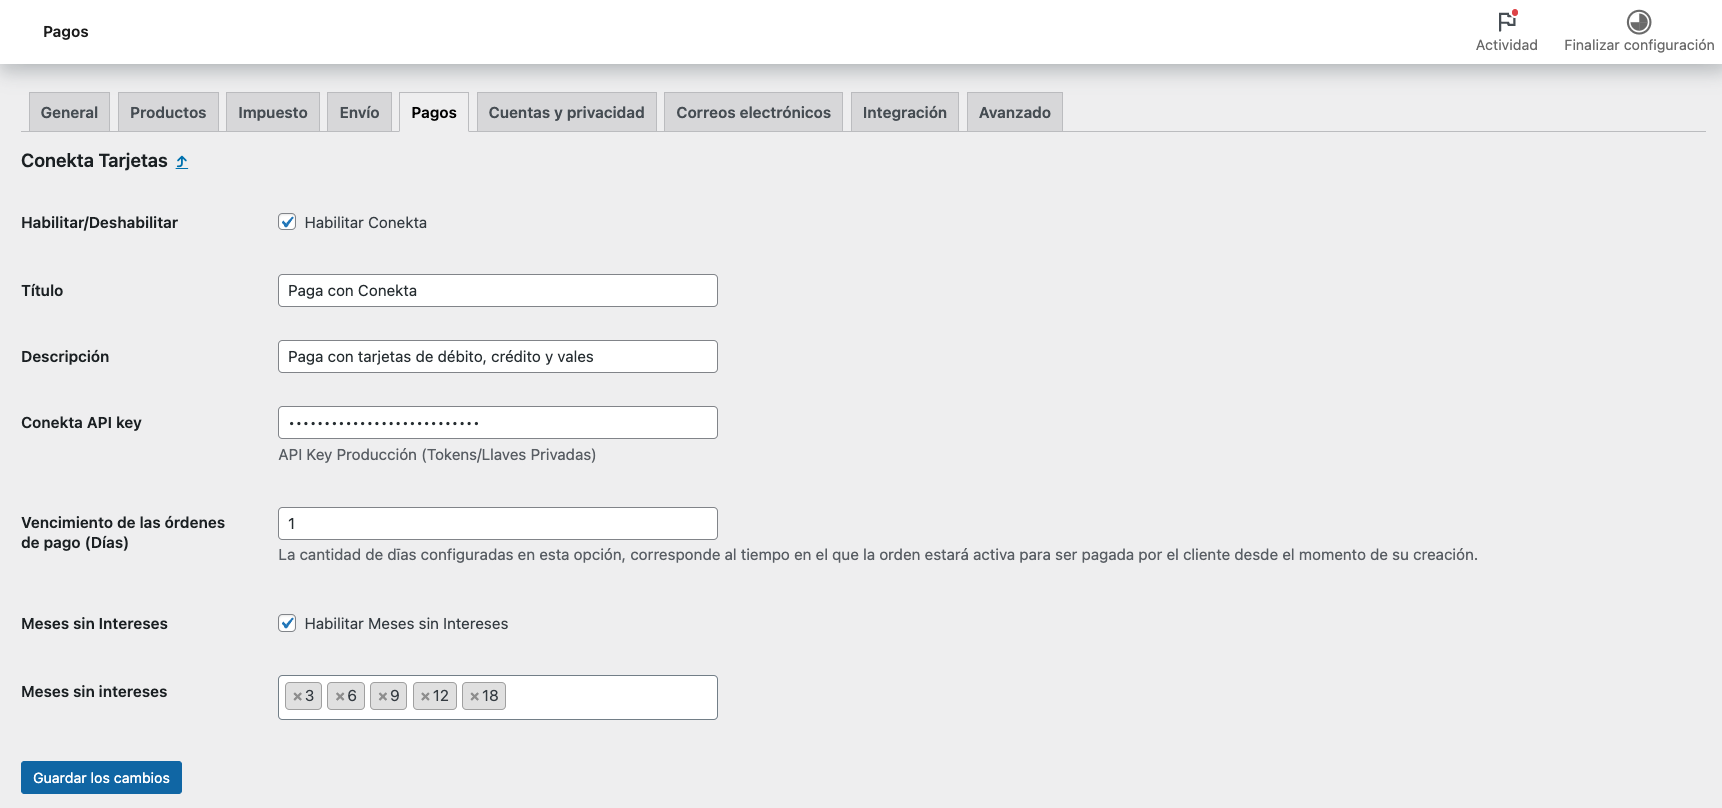 Pagos
Actividad
Finalizar configuración
General
Productos
Impuesto
Envío
Pagos
Cuentas y privacidad
Correos electrónicos
Integración
Avanzado
Conekta Tarjetas
Habilitar/Deshabilitar
Habilitar Conekta
Título
Paga con Conekta
Descripción
Paga con tarjetas de débito, crédito y vales
Conekta API key
•••••••••••••••••••••••••••
API Key Producción (Tokens/Llaves Privadas)
Vencimiento de las órdenes
de pago (Días)
1
La cantidad de dīas configuradas en esta opción, corresponde al tiempo en el que la orden estará activa para ser pagada por el cliente desde el momento de su creación.
Meses sin Intereses
Habilitar Meses sin Intereses
Meses sin intereses
×3 ×6 ×9 ×12 ×18
Guardar los cambios